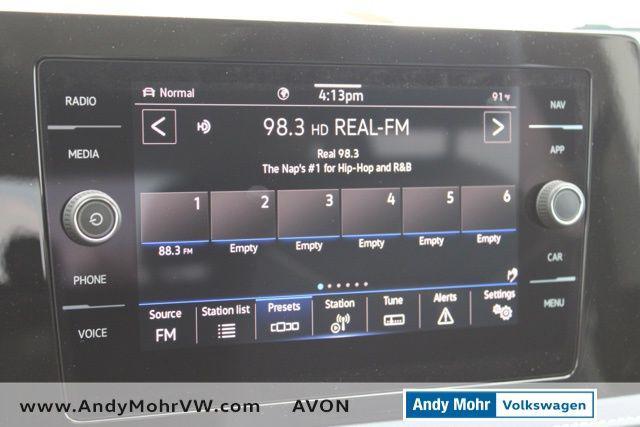 RADIO
MEDIA
PHONE
VOICE
Normal
4:13pm
91°F
98.3 HD REAL-FM
Real 98.3
The Nap's #1 for Hip-Hop and R&B
1 2 3 4 5 6
88.3 FM Empty Empty Empty Empty Empty
Source
FM
Station list
Presets
Station
Tune
Alerts
Settings
NAV
APP
CAR
MENU
www.AndyMohrVW.com AVON Andy Mohr Volkswagen